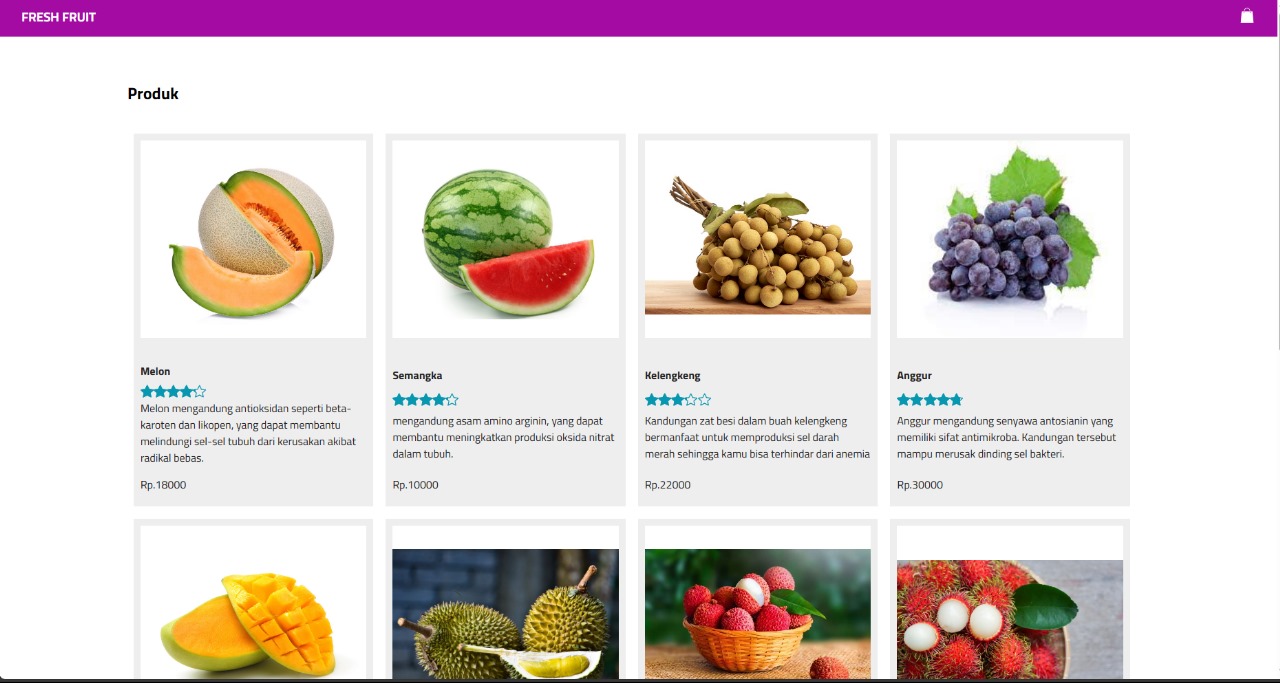 FRESH FRUIT
Produk
Melon
Melon mengandung antioksidan seperti beta-
karoten dan likopen, yang dapat membantu
melindungi sel-sel tubuh dari kerusakan akibat
radikal bebas.
Rp.18000
Semangka
mengandung asam amino arginin, yang dapat
membantu meningkatkan produksi oksida nitrat
dalam tubuh.
Rp.10000
Kelengkeng
Kandungan zat besi dalam buah kelengkeng
bermanfaat untuk memproduksi sel darah
merah sehingga kamu bisa terhindar dari anemia
Rp.22000
Anggur
Anggur mengandung senyawa antosianin yang
memiliki sifat antimikroba. Kandungan tersebut
mampu merusak dinding sel bakteri.
Rp.30000